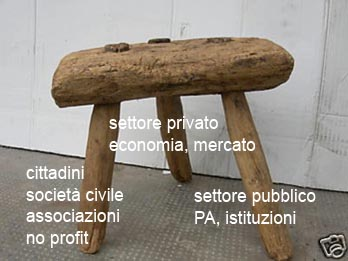 settore privato
economia, mercato
cittadini
società civile
associazioni
no profit
settore pubblico
PA, istituzioni